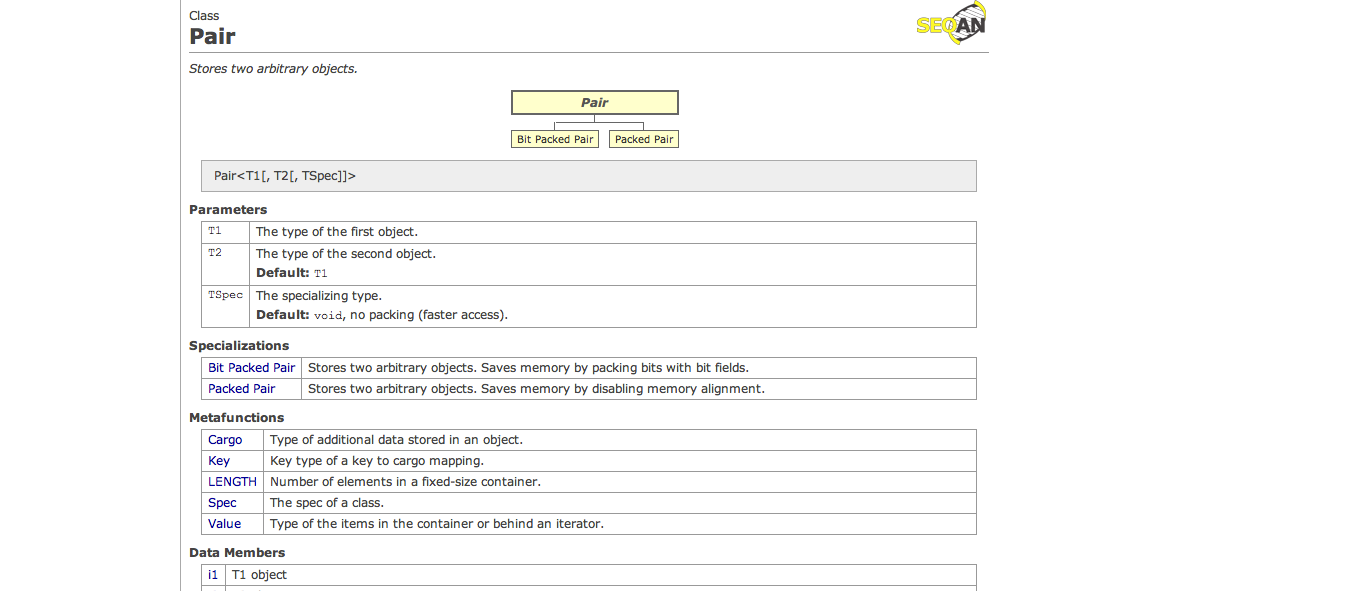 Class
Pair
SEQAN
Stores two arbitrary objects.
Pair
Bit Packed Pair Packed Pair
Pair<T1[, T2[, TSpec]]>
Parameters
T1 The type of the first object.
T2 The type of the second object.
Default: T1
TSpec The specializing type.
Default: void, no packing (faster access).
Specializations
Bit Packed Pair Stores two arbitrary objects. Saves memory by packing bits with bit fields.
Packed Pair Stores two arbitrary objects. Saves memory by disabling memory alignment.
Metafunctions
Cargo Type of additional data stored in an object.
Key Key type of a key to cargo mapping.
LENGTH Number of elements in a fixed-size container.
Spec The spec of a class.
Value Type of the items in the container or behind an iterator.
Data Members
i1 T1 object